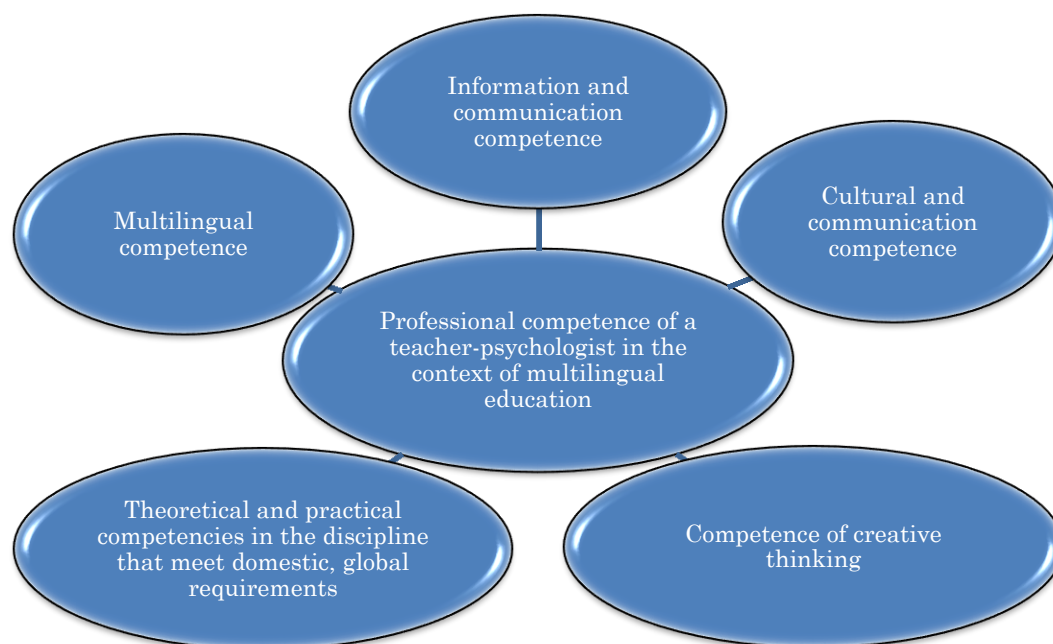 Information and
communication
competence
Multilingual
competence
Cultural and
communication
competence
Professional competence of a
teacher-psychologist in the
context of multilingual
education
Theoretical and practical
competencies in the discipline
that meet domestic, global
requirements
Competence of creative
thinking